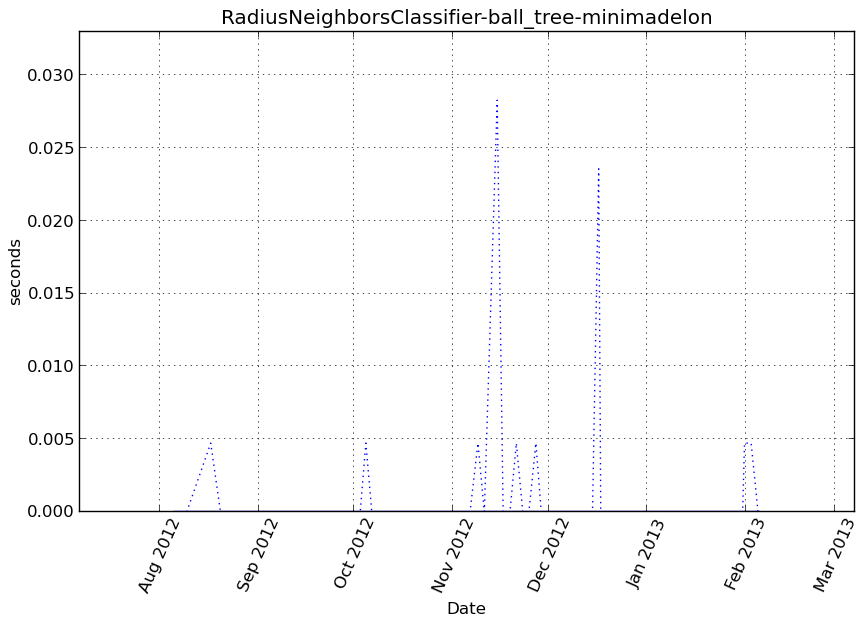 RadiusNeighborsClassifier-ball_tree-minimadelon
0.030
0.025
0.020
0.015
0.010
0.005
0.000
seconds
Aug 2012
Sep 2012
Oct 2012
Nov 2012
Dec 2012
Jan 2013
Feb 2013
Mar 2013
Date